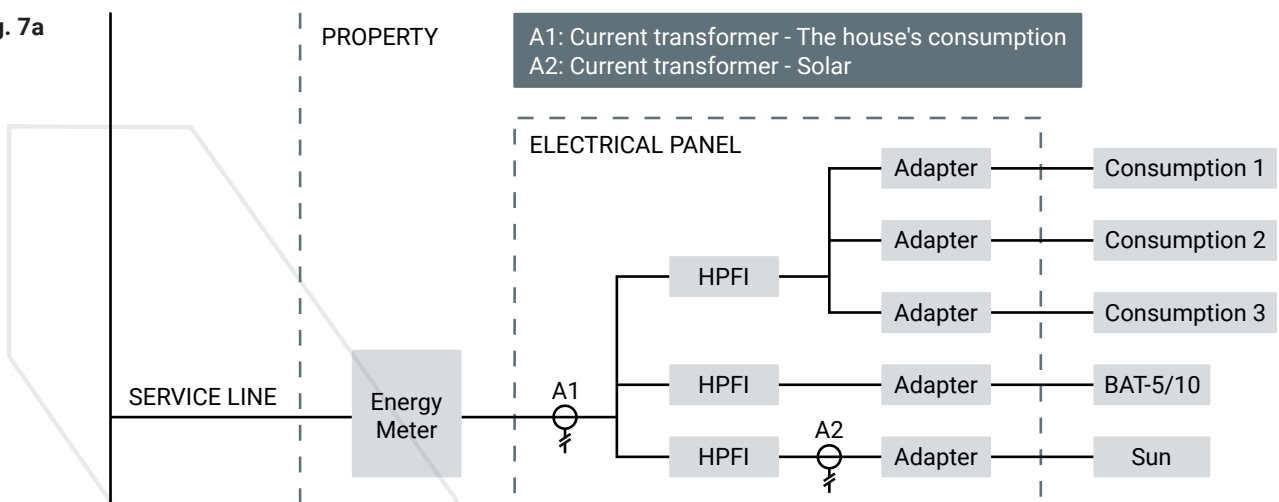 g. 7a
PROPERTY
A1: Current transformer - The house's consumption
A2: Current transformer - Solar
ELECTRICAL PANEL
Adapter
Consumption 1
Adapter
Consumption 2
HPFI
Adapter
Consumption 3
SERVICE LINE
Energy
Meter
A1
HPFI
Adapter
BAT-5/10
A2
HPFI
Adapter
Sun